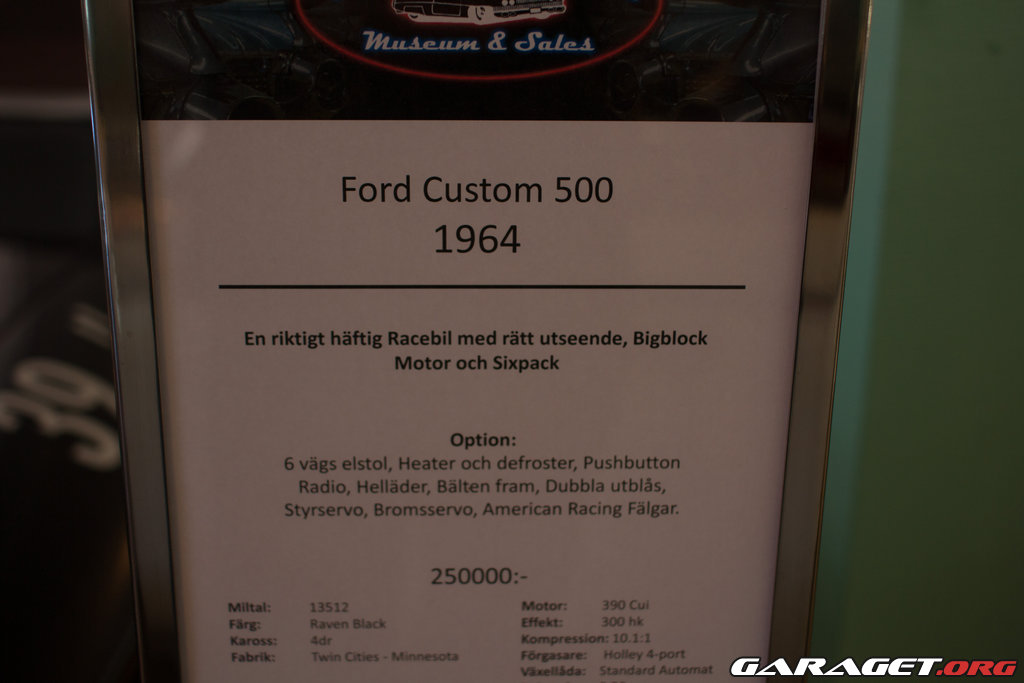 Museum & Sales
Ford Custom 500
1964
En riktigt häftig Racebil med rätt utseende, Bigblock
Motor och Sixpack
Option:
6 vägs elstol, Heater och defroster, Pushbutton
Radio, Helläder, Bälten fram, Dubbla utblås,
Styrservo, Bromsservo, American Racing Fälgar.
250000:-
Miltal: 13512
Färg: Raven Black
Kaross: 4dr
Fabrik: Twin Cities - Minnesota
Motor: 390 Cui
Effekt: 300 hk
Kompression: 10.1:1
Förgasare: Holley 4-port
Växellåda: Standard Automat
39
GARAGET.ORG